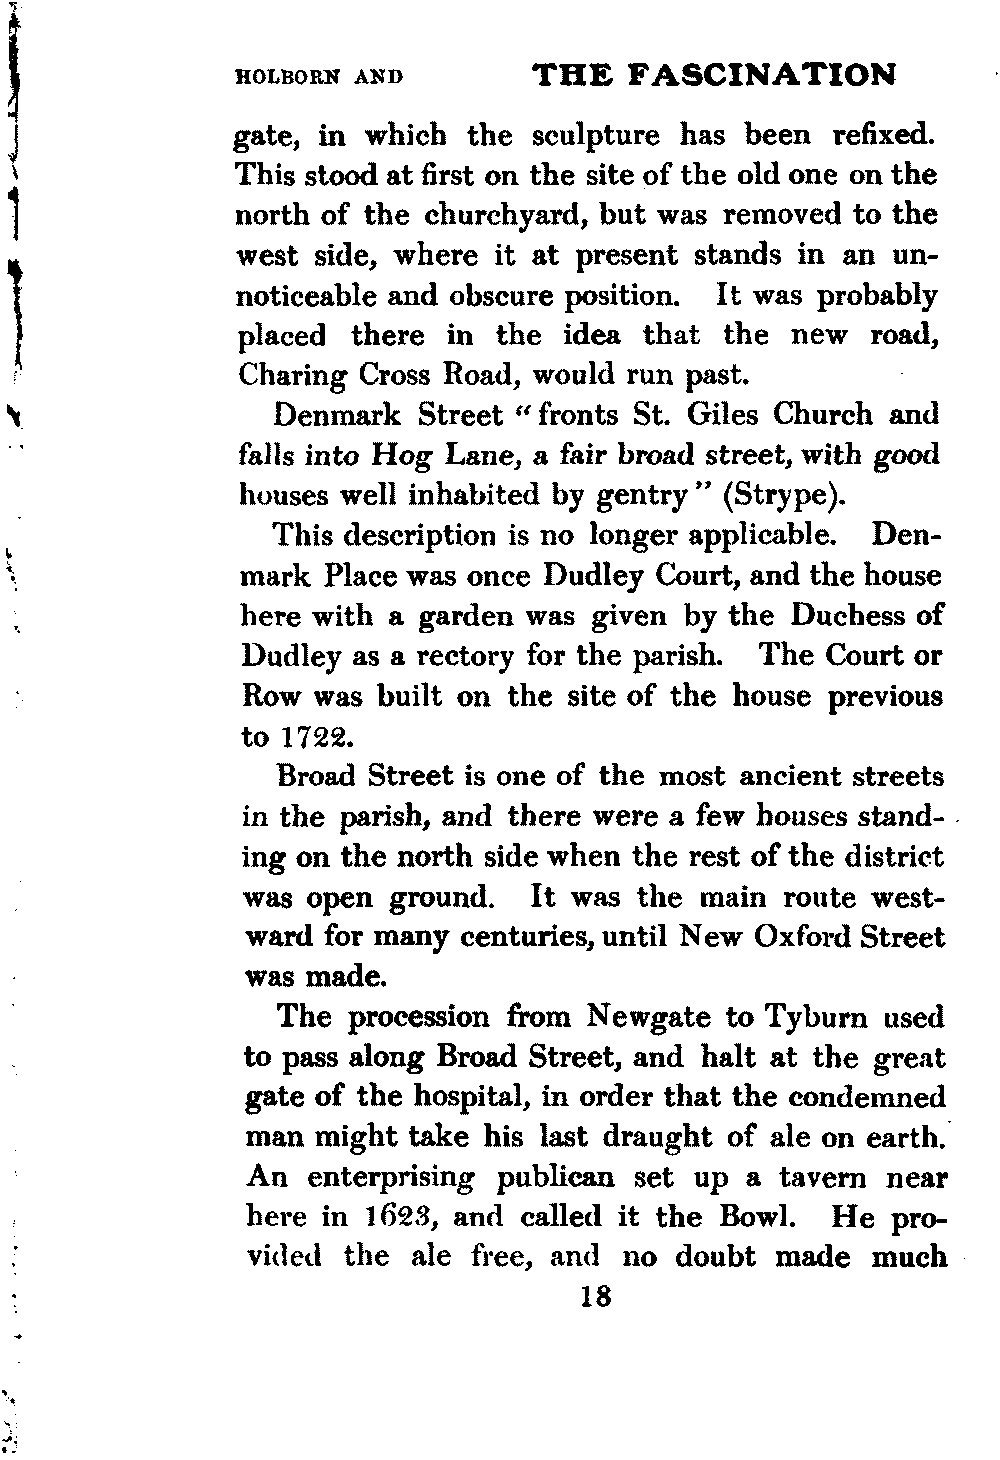 HOLBORN AND THE FASCINATION
gate, in which the sculpture has been refixed.
This stood at first on the site of the old one on the
north of the churchyard, but was removed to the
west side, where it at present stands in an un-
noticeable and obscure position. It was probably
placed there in the idea that the new road,
Charing Cross Road, would run past.
Denmark Street “fronts St. Giles Church and
falls into Hog Lane, a fair broad street, with good
houses well inhabited by gentry” (Strype).
This description is no longer applicable. Den-
mark Place was once Dudley Court, and the house
here with a garden was given by the Duchess of
Dudley as a rectory for the parish. The Court or
Row was built on the site of the house previous
to 1722.
Broad Street is one of the most ancient streets
in the parish, and there were a few houses stand-
ing on the north side when the rest of the district
was open ground. It was the main route west-
ward for many centuries, until New Oxford Street
was made.
The procession from Newgate to Tyburn used
to pass along Broad Street, and halt at the great
gate of the hospital, in order that the condemned
man might take his last draught of ale on earth.
An enterprising publican set up a tavern near
here in 1623, and called it the Bowl. He pro-
vided the ale free, and no doubt made much
18